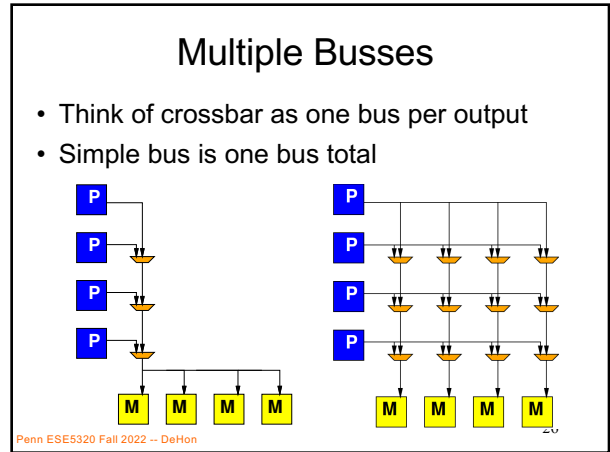 Multiple Busses
• Think of crossbar as one bus per output
• Simple bus is one bus total
P P
P P
P P
P P
M M M M M M M M
Penn ESE5320 Fall 2022 -- DeHon